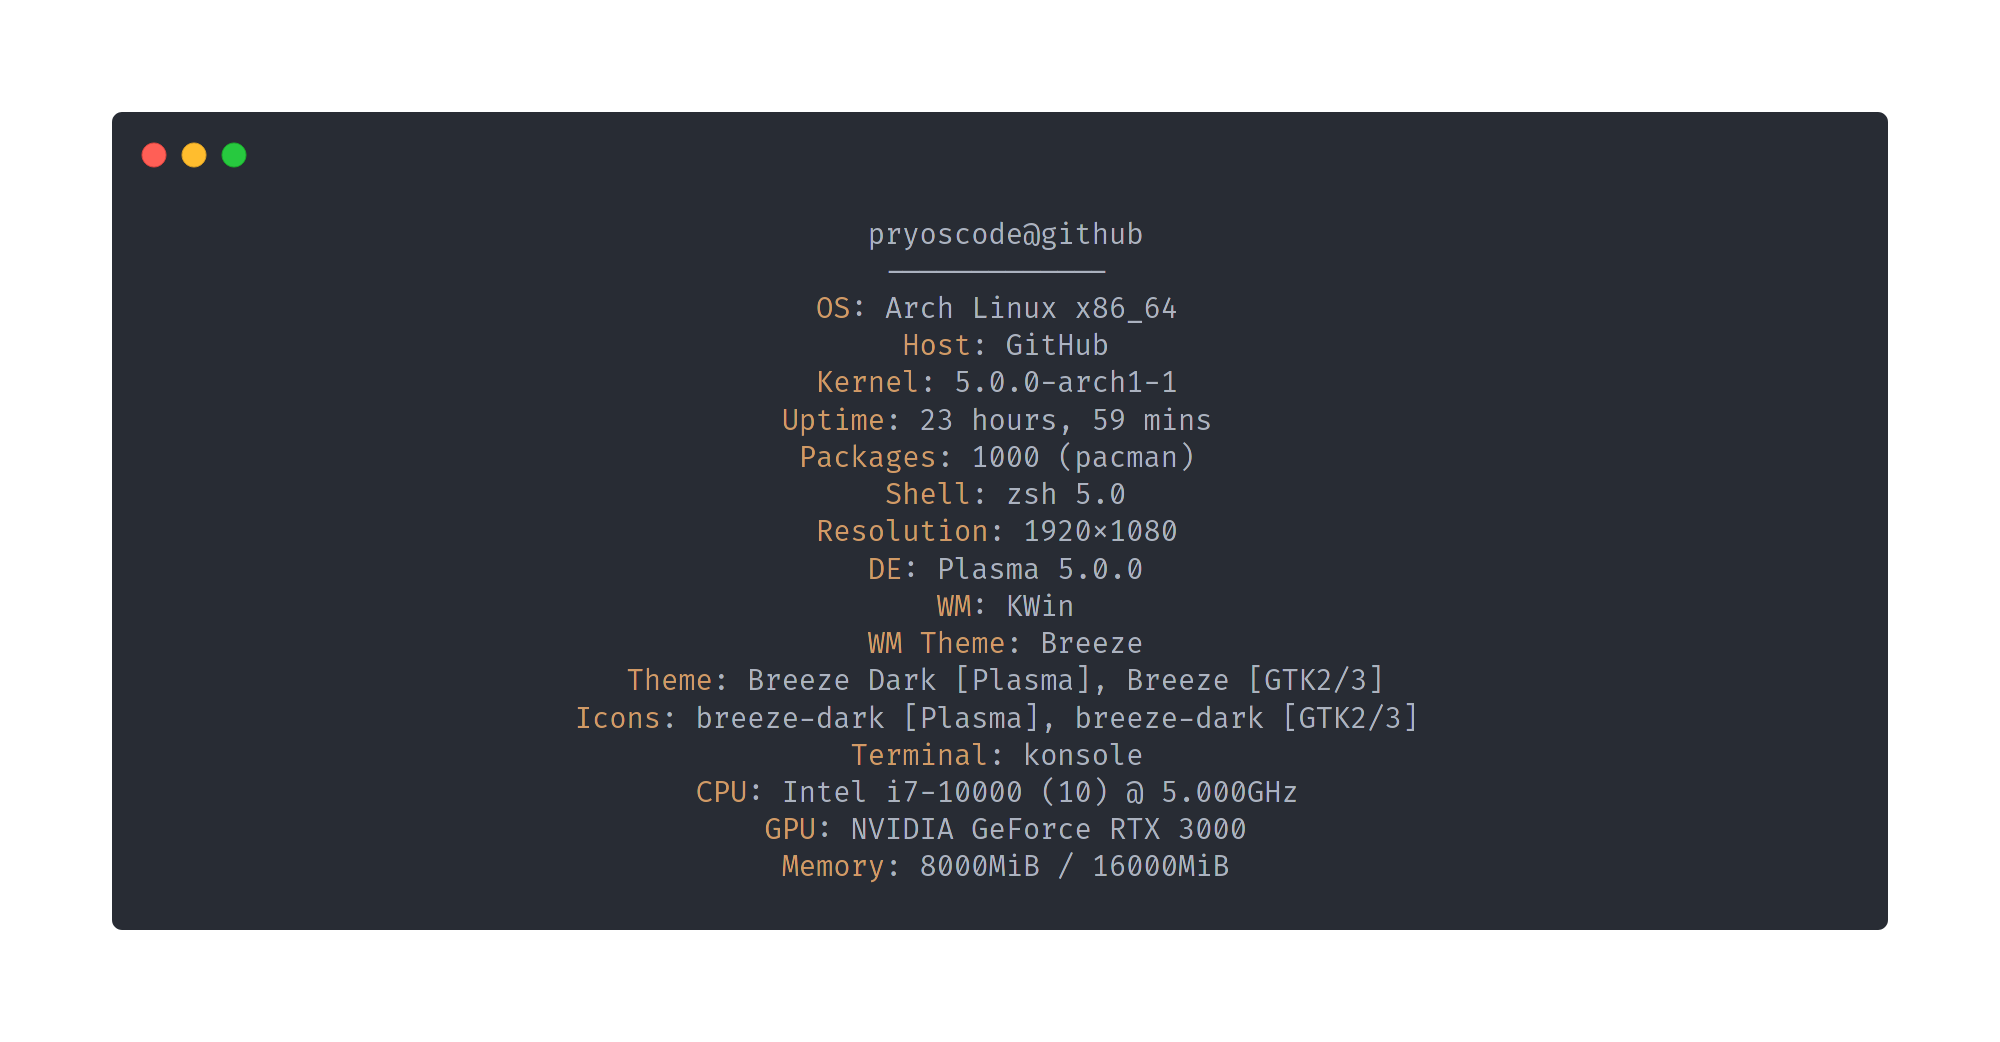 pryoscode@github
─────────────
OS: Arch Linux x86_64
Host: GitHub
Kernel: 5.0.0-arch1-1
Uptime: 23 hours, 59 mins
Packages: 1000 (pacman)
Shell: zsh 5.0
Resolution: 1920×1080
DE: Plasma 5.0.0
WM: KWin
WM Theme: Breeze
Theme: Breeze Dark [Plasma], Breeze [GTK2/3]
Icons: breeze-dark [Plasma], breeze-dark [GTK2/3]
Terminal: konsole
CPU: Intel i7-10000 (10) @ 5.000GHz
GPU: NVIDIA GeForce RTX 3000
Memory: 8000MiB / 16000MiB